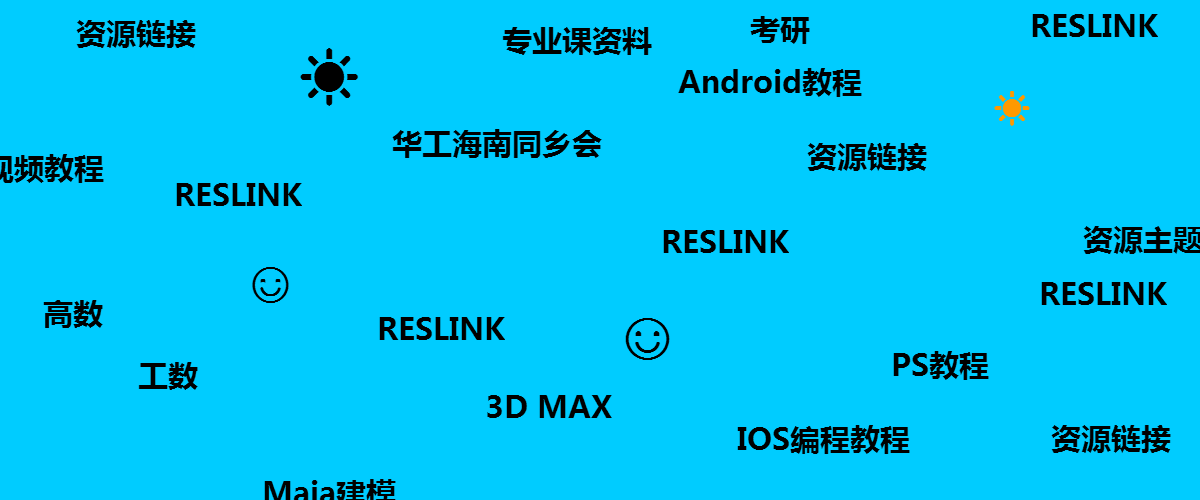 RESLINK
考研
资源链接
专业课资料
Android教程
华工海南同乡会
资源链接
视频教程
RESLINK
资源主题
RESLINK
RESLINK
高数
RESLINK
PS教程
工数
3D MAX
IOS编程教程
资源链接
Maia建模